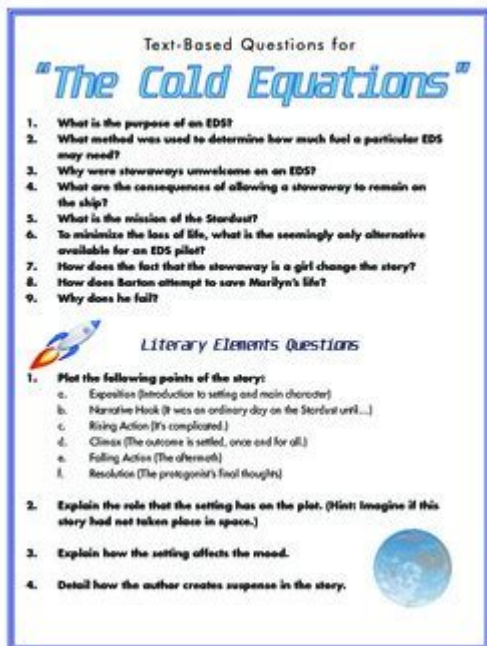 Text-Based Questions for
"The Cold Equations"
1. What is the purpose of an EDS?
2. What method was used to determine how much fuel a particular EDS
may need?
3. Why were stowaways unwelcome on an EDS?
4. What are the consequences of allowing a stowaway to remain on
the ship?
5. What is the mission of the Stardust?
6. To minimize the loss of life, what is the seemingly only alternative
available for an EDS pilot?
7. How does the fact that the stowaway is a girl change the story?
8. How does Barton attempt to save Marilyn's life?
9. Why does he fail?
Literary Elements Questions
1. Plot the following points of the story:
a. Exposition (Introduction to setting and main character)
b. Narrative Hook (It was an ordinary day on the Stardust until...)
c. Rising Action (It's complicated.)
d. Climax (The outcome is settled, once and for all.)
e. Falling Action (The aftermath)
f. Resolution (The protagonist's final thoughts)
2. Explain the role that the setting has on the plot. (Hint: Imagine if this
story had not taken place in space.)
3. Explain how the setting affects the mood.
4. Detail how the author creates suspense in the story.